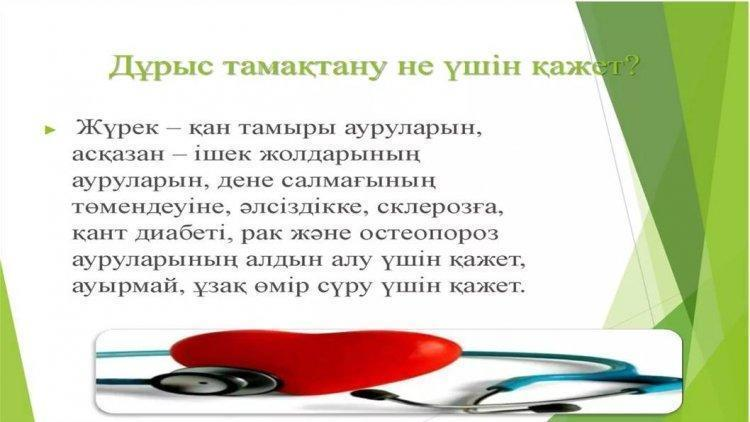 Дұрыс тамақтану не үшін қажет?
Жүрек – қан тамыры ауруларын,
асқазан – ішек жолдарының
ауруларын, дене салмағының
төмендеуіне, әлсіздікке, склерозға,
қант диабеті, рак және остеопороз
ауруларының алдын алу үшін қажет,
ауырмай, ұзақ өмір сүру үшін қажет.